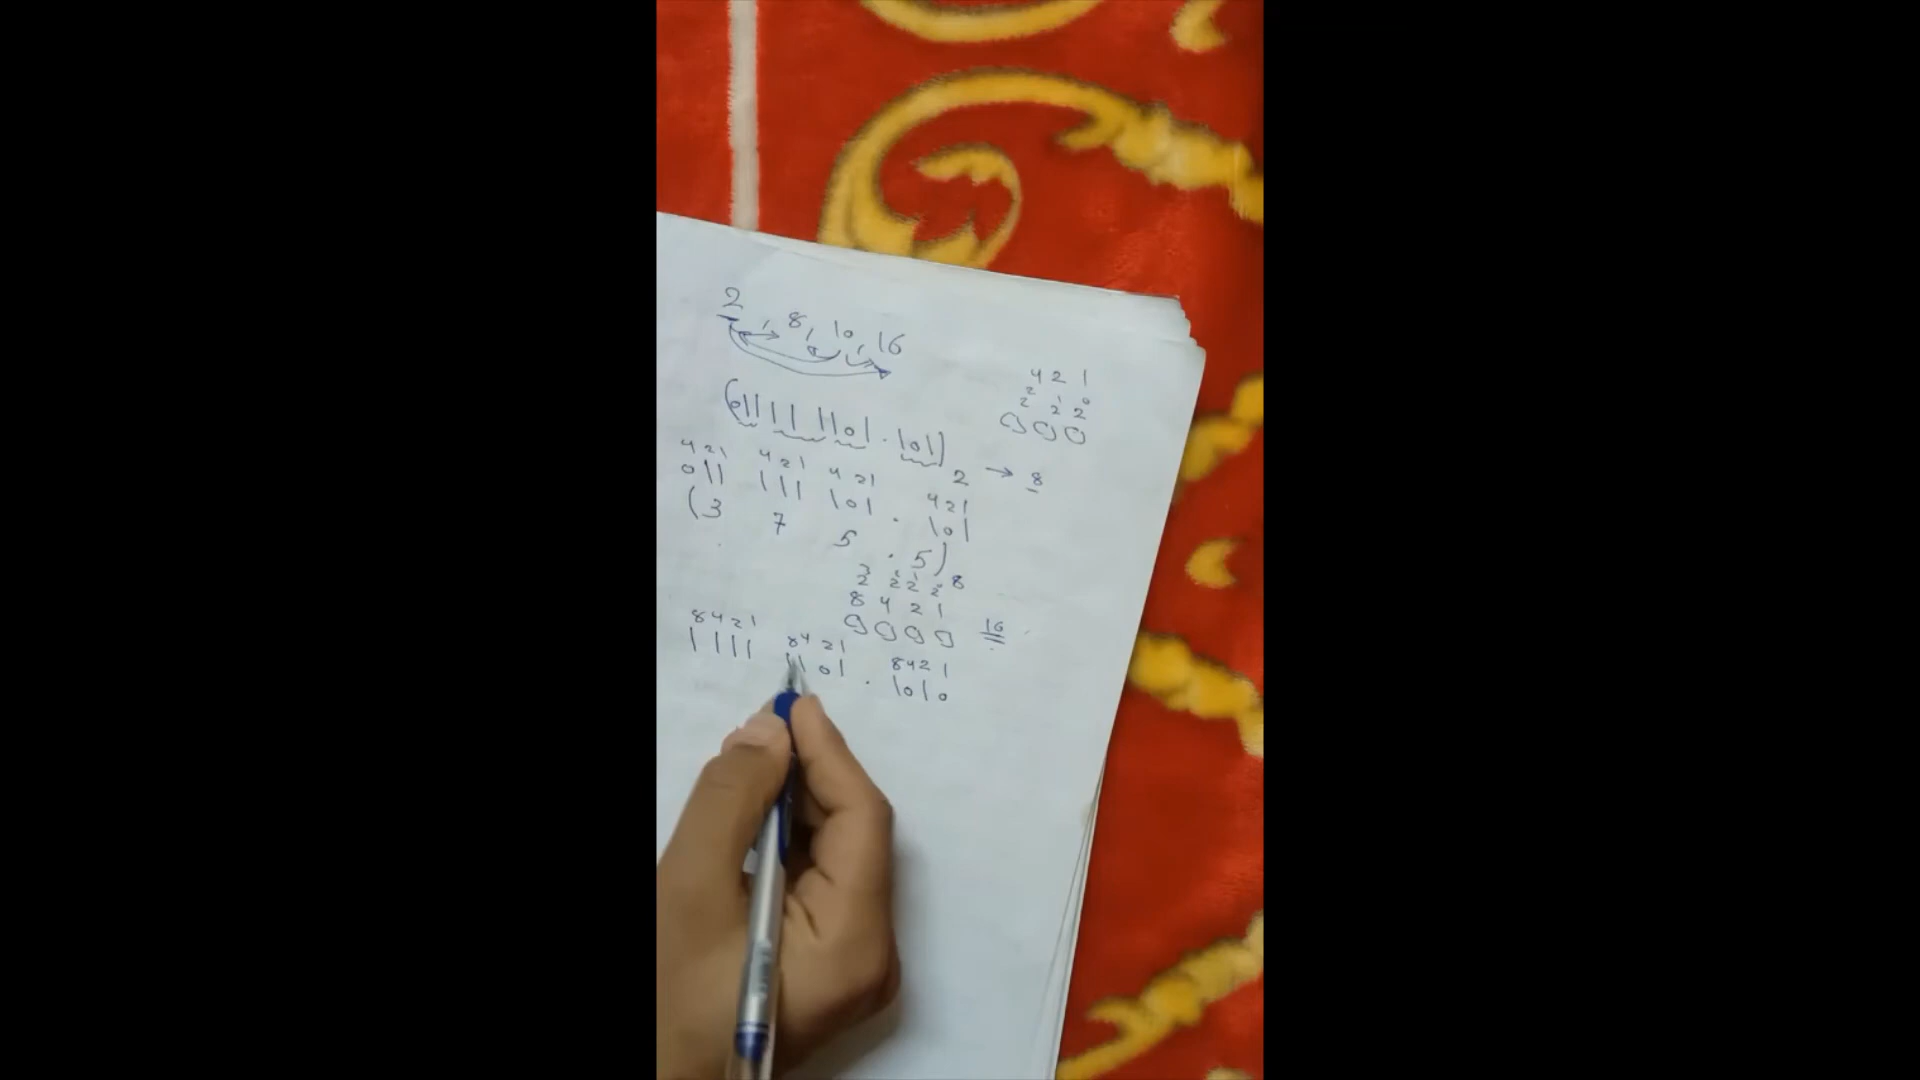 2, 8, 10, 16
4 2 1
2² 2¹ 2⁰
(011 111 101 . 101)2 → 8
4 2 1 4 2 1 4 2 1 4 2 1
011 111 101 . 101
(3 7 5 . 5)8
2³ 2² 2¹ 2⁰
8 4 2 1
16
8 4 2 1 8 4 2 1 8 4 2 1
1111 1101 . 1010